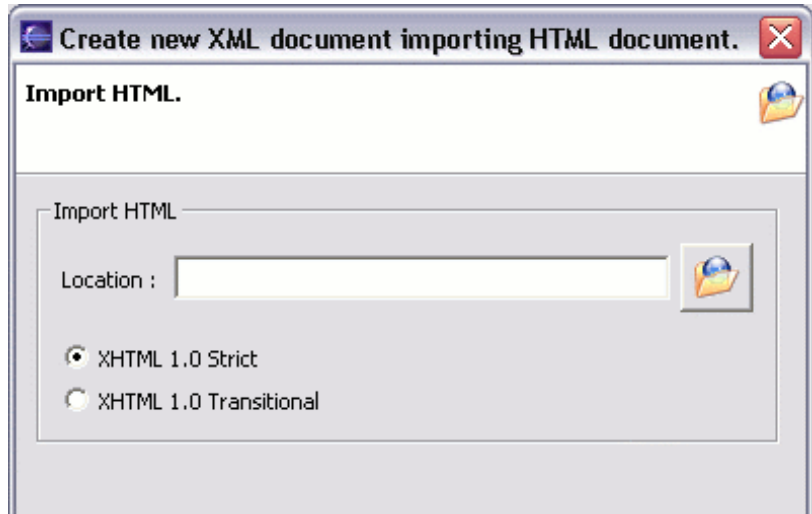 Create new XML document importing HTML document.
Import HTML.
Import HTML
Location :
XHTML 1.0 Strict
XHTML 1.0 Transitional